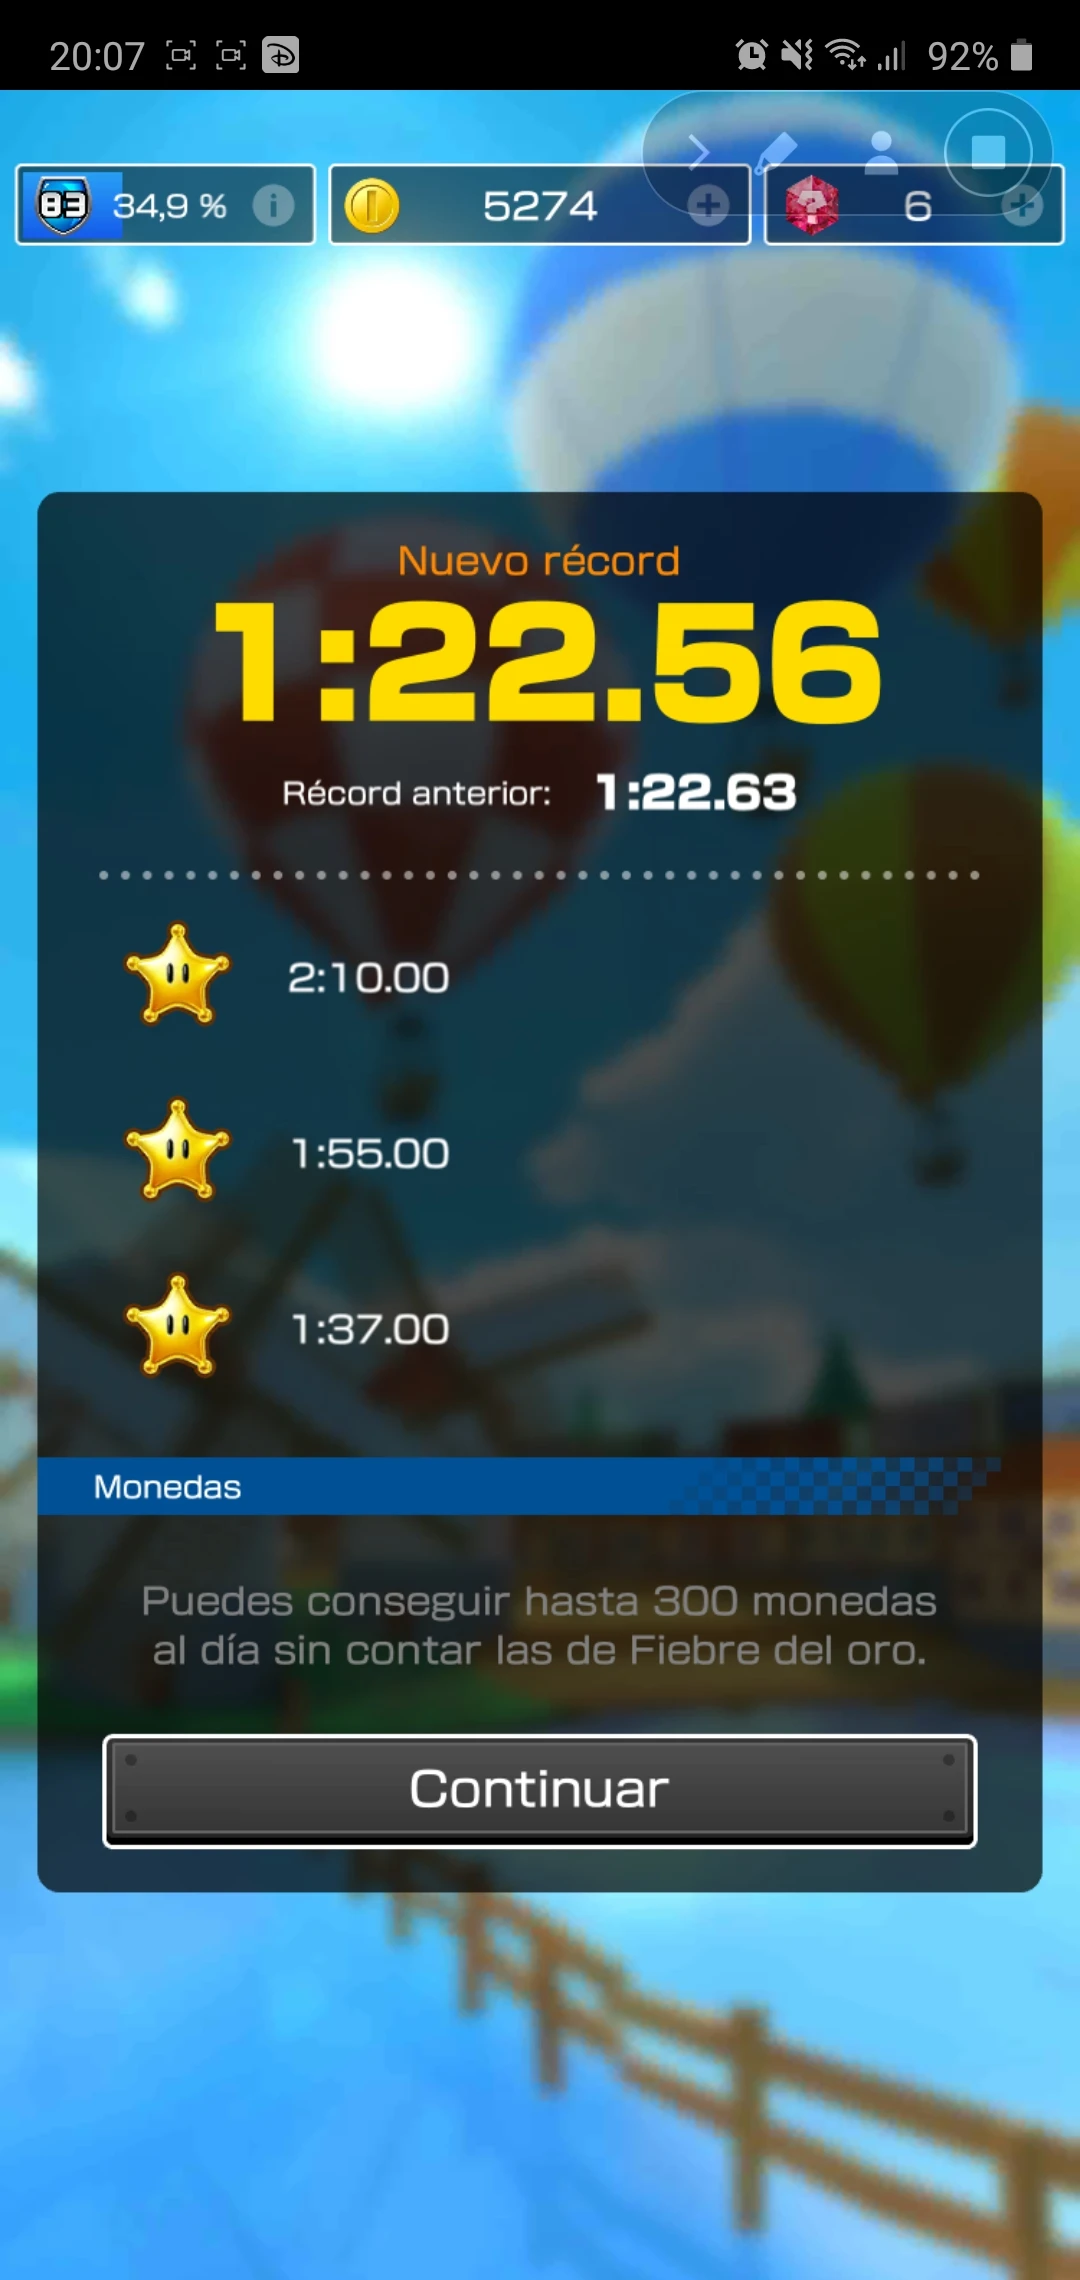 20:07 92%
83 34,9 % i 5274 6
Nuevo récord
1:22.56
Récord anterior: 1:22.63
2:10.00
1:55.00
1:37.00
Monedas
Puedes conseguir hasta 300 monedas
al día sin contar las de Fiebre del oro.
Continuar